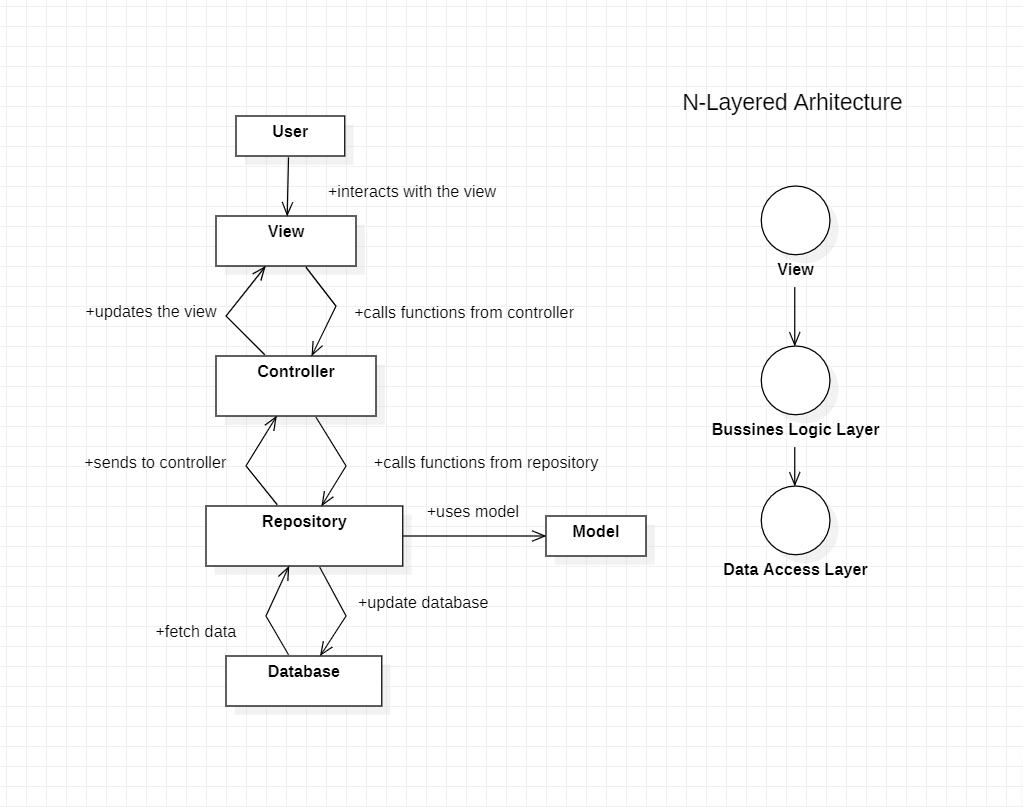 N-Layered Arhitecture
User
+interacts with the view
View
+updates the view
+calls functions from controller
Controller
+sends to controller
+calls functions from repository
Repository
+uses model
Model
+update database
+fetch data
Database
View
Bussines Logic Layer
Data Access Layer